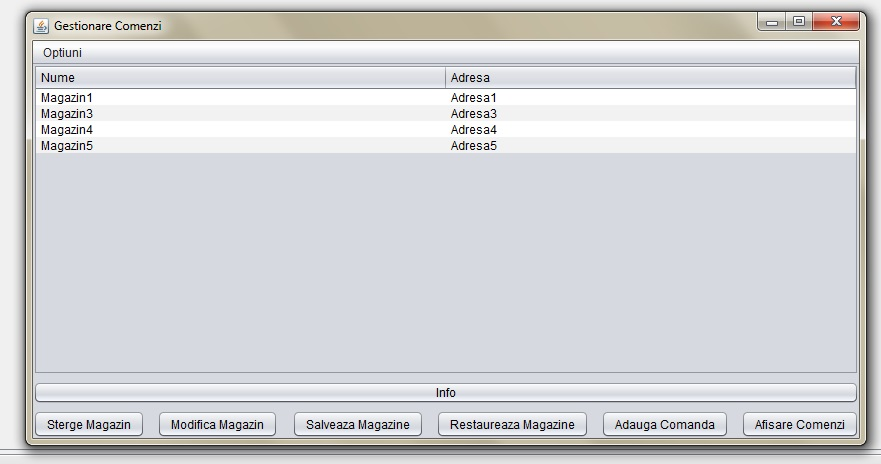 Gestionare Comenzi
Optiuni
Nume Adresa
Magazin1 Adresa1
Magazin3 Adresa3
Magazin4 Adresa4
Magazin5 Adresa5
Info
Sterge Magazin Modifica Magazin Salveaza Magazine Restaureaza Magazine Adauga Comanda Afisare Comenzi